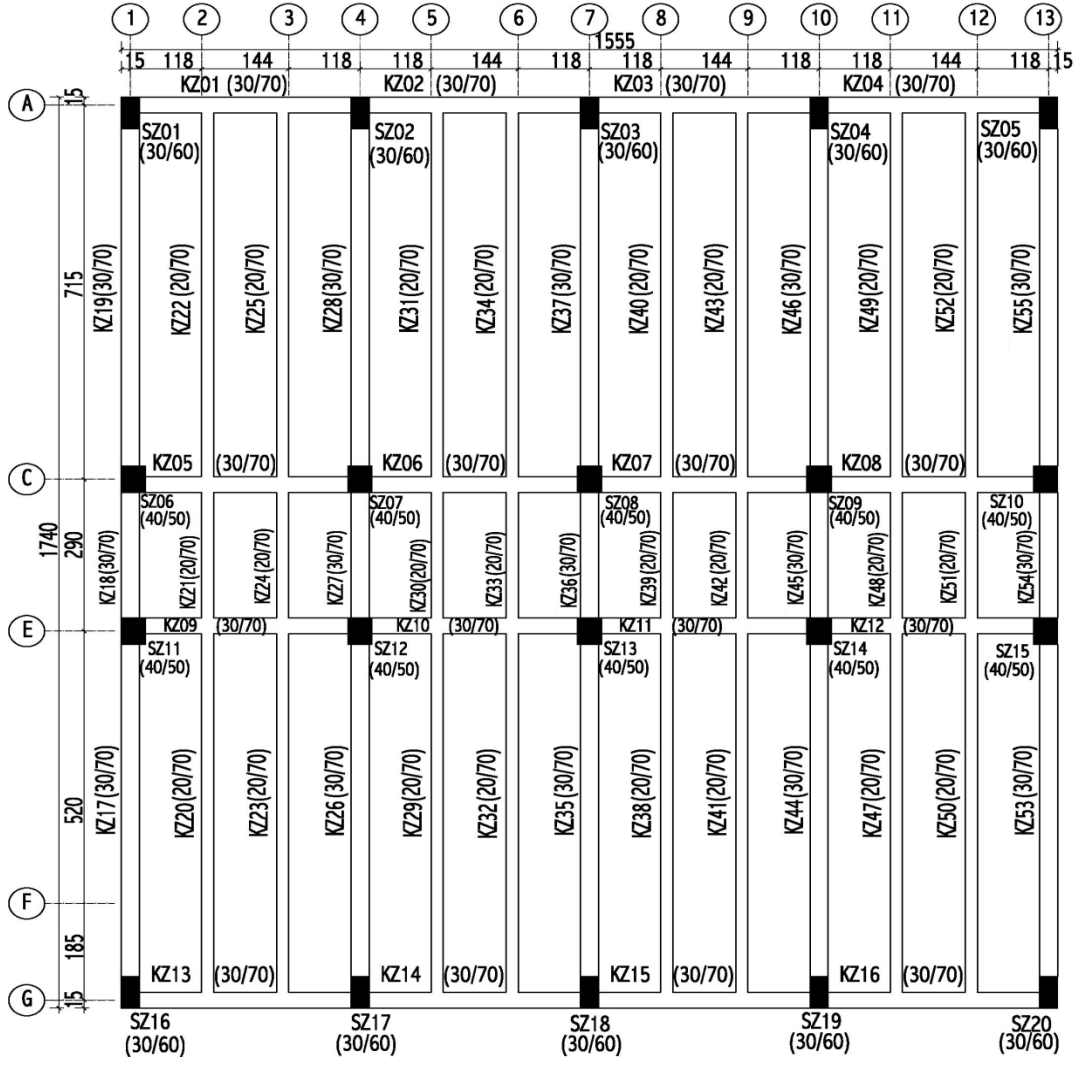 1 2 3 4 5 6 7 8 9 10 11 12 13
1555
15 118 144 118 118 144 118 118 144 118 118 144 118 15
KZ01 (30/70) KZ02 (30/70) KZ03 (30/70) KZ04 (30/70)
A
15
SZ01 SZ02 SZ03 SZ04 SZ05
(30/60) (30/60) (30/60) (30/60) (30/60)
715
KZ19(30/70) KZ22 (20/70) KZ25(20/70) KZ28(30/70) KZ31(20/70) KZ34 (20/70) KZ37(30/70) KZ40 (20/70) KZ43(20/70) KZ46 (30/70) KZ49(20/70) KZ52 (20/70) KZ55(30/70)
KZ05 (30/70) KZ06 (30/70) KZ07 (30/70) KZ08 (30/70)
C
SZ06 SZ07 SZ08 SZ09 SZ10
(40/50) (40/50) (40/50) (40/50) (40/50)
1740
290
KZ18(30/70) KZ21(20/70) KZ24(20/70) KZ27(30/70) KZ30(20/70) KZ33(20/70) KZ36(30/70) KZ39(20/70) KZ42(20/70) KZ45(30/70) KZ48(20/70) KZ51(20/70) KZ54(30/70)
E
KZ09 (30/70) KZ10 (30/70) KZ11 (30/70) KZ12 (30/70)
SZ11 SZ12 SZ13 SZ14 SZ15
(40/50) (40/50) (40/50) (40/50) (40/50)
520
KZ17(30/70) KZ20(20/70) KZ23(20/70) KZ26(30/70) KZ29(20/70) KZ32(20/70) KZ35(30/70) KZ38(20/70) KZ41(20/70) KZ44(30/70) KZ47(20/70) KZ50(20/70) KZ53(30/70)
F
185
KZ13 (30/70) KZ14 (30/70) KZ15 (30/70) KZ16 (30/70)
G
15
SZ16 SZ17 SZ18 SZ19 SZ20
(30/60) (30/60) (30/60) (30/60) (30/60)